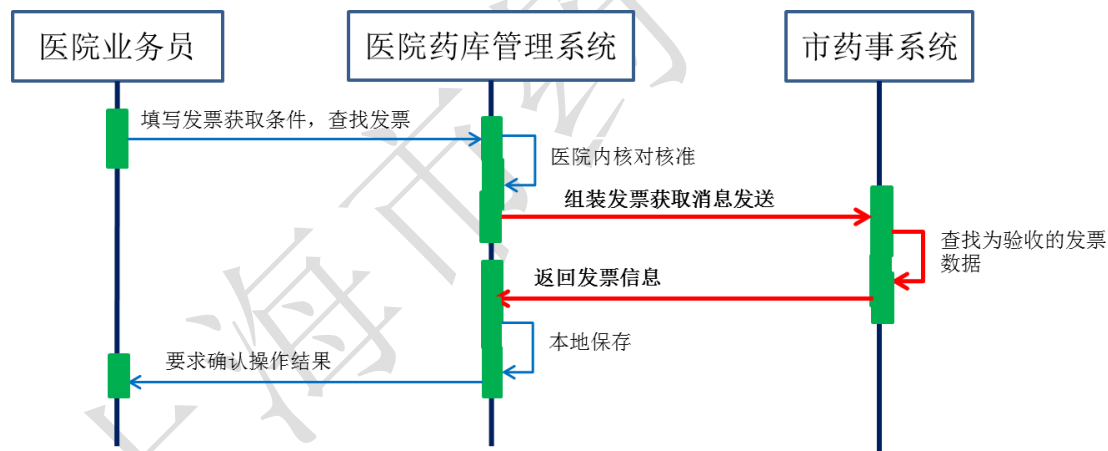 医院业务员
医院药库管理系统
市药事系统
填写发票获取条件，查找发票
医院内核对核准
组装发票获取消息发送
查找为验收的发票
数据
返回发票信息
本地保存
要求确认操作结果
上海市药